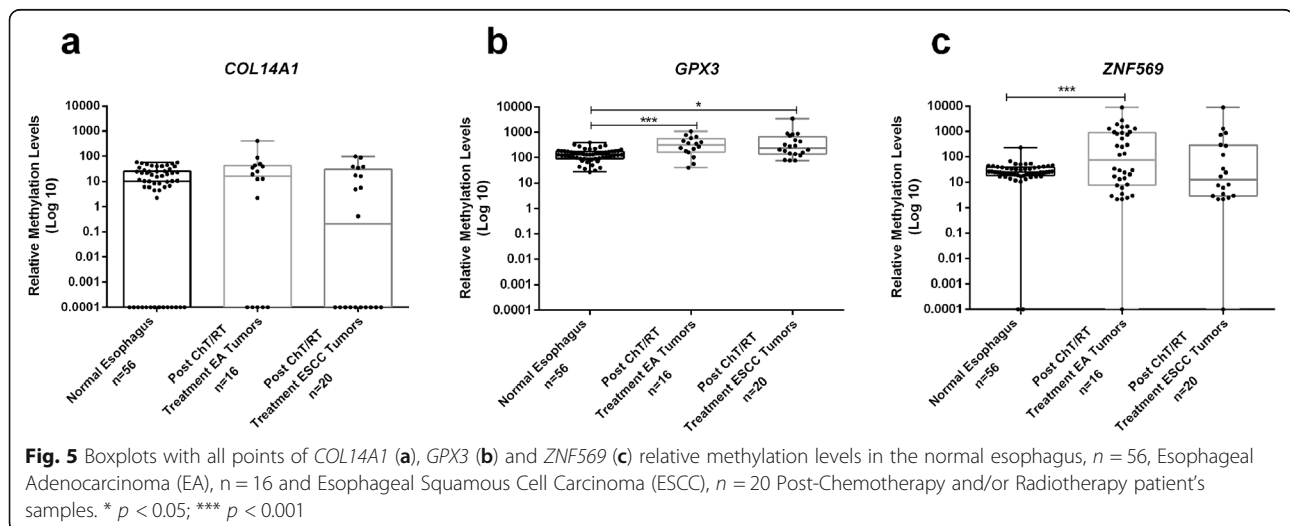 a
COL14A1
Relative Methylation Levels
(Log 10)
10000
1000
100
10
1
0.1
0.01
0.001
0.0001
Normal Esophagus
n=56
Post ChT/RT
Treatment EA Tumors
n=16
Post ChT/RT
Treatment ESCC Tumors
n=20
b
GPX3
Relative Methylation Levels
(Log 10)
10000
1000
100
10
1
0.1
0.01
0.001
0.0001
*
***
Normal Esophagus
n=56
Post ChT/RT
Treatment EA Tumors
n=16
Post ChT/RT
Treatment ESCC Tumors
n=20
c
ZNF569
Relative Methylation Levels
(Log 10)
10000
1000
100
10
1
0.1
0.01
0.001
0.0001
***
Normal Esophagus
n=56
Post ChT/RT
Treatment EA Tumors
n=16
Post ChT/RT
Treatment ESCC Tumors
n=20
Fig. 5 Boxplots with all points of COL14A1 (a), GPX3 (b) and ZNF569 (c) relative methylation levels in the normal esophagus, n = 56, Esophageal
Adenocarcinoma (EA), n = 16 and Esophageal Squamous Cell Carcinoma (ESCC), n = 20 Post-Chemotherapy and/or Radiotherapy patient's
samples. * p < 0.05; *** p < 0.001